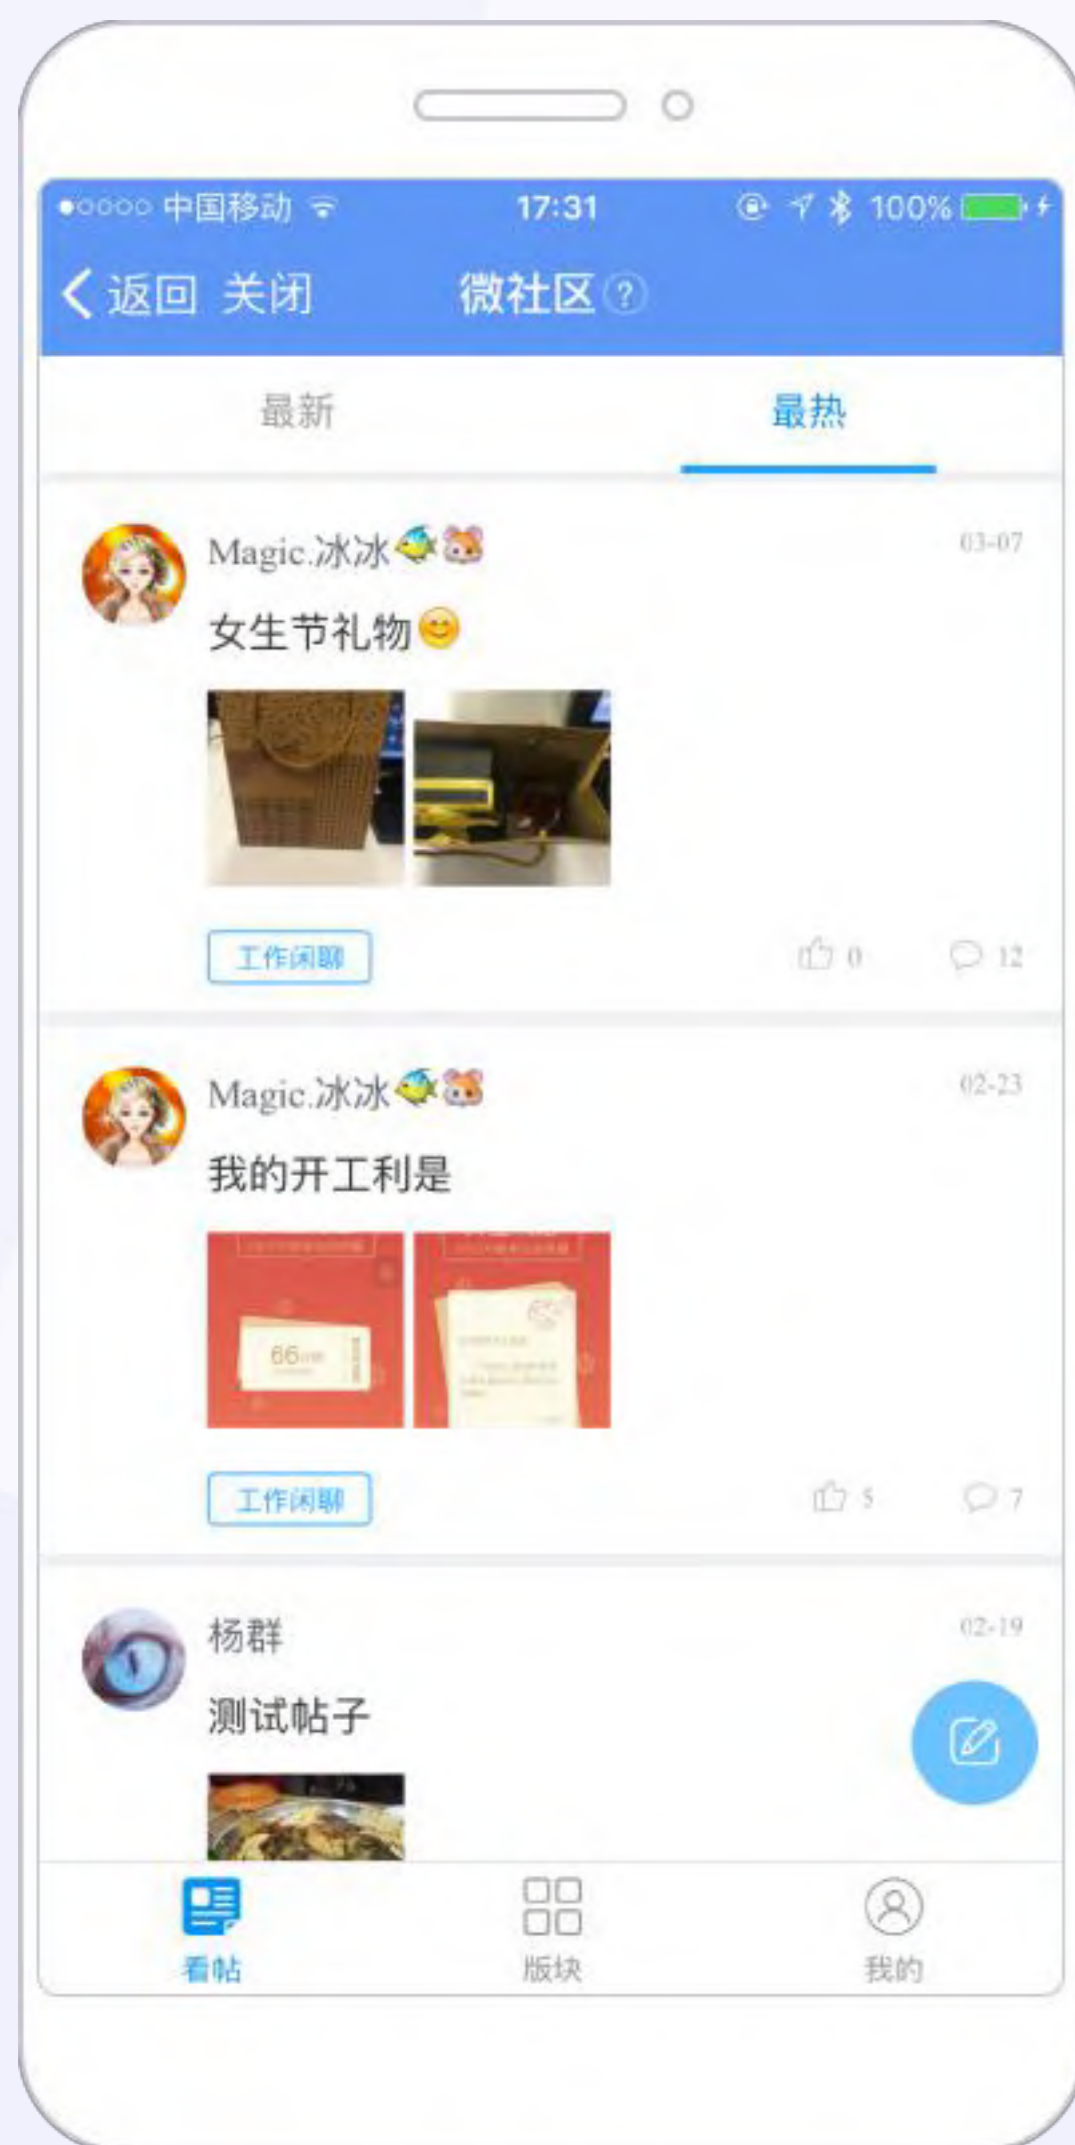 中国移动 17:31 100%
返回 关闭 微社区 ?
最新 最热
Magic.冰冰🐠🐹 03-07
女生节礼物😊
工作闲聊 0 12
Magic.冰冰🐠🐹 02-23
我的开工利是
66
工作闲聊 5 7
杨群 02-19
测试帖子
看帖 版块 我的